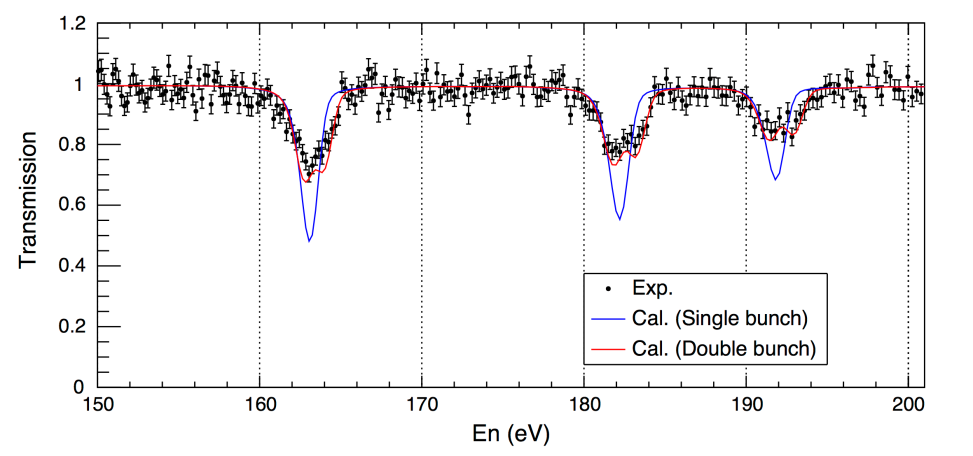 1.2
1
0.8
0.6
0.4
0.2
0
Transmission
Exp.
Cal. (Single bunch)
Cal. (Double bunch)
150 160 170 180 190 200
En (eV)